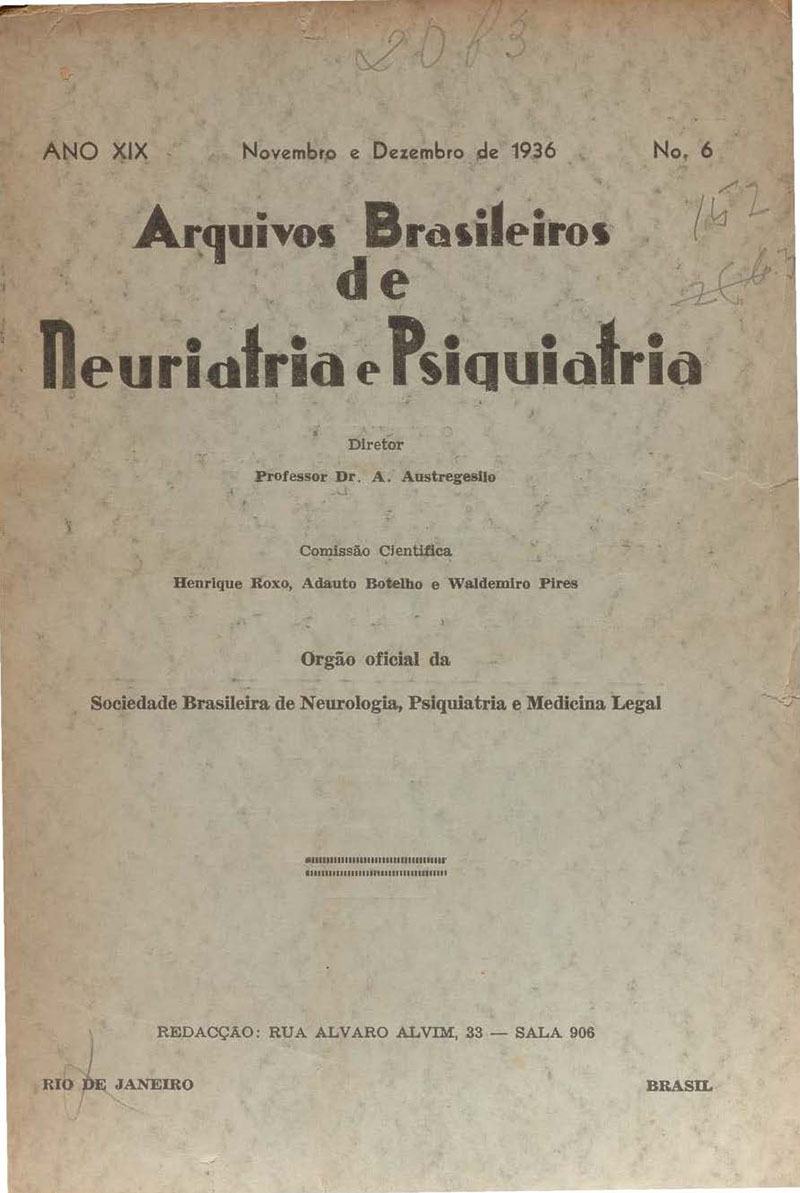 2063
ANO XIX Novembro e Dezembro de 1936 No. 6
Arquivos Brasileiros
de
Neuriatria e Psiquiatria
Diretor
Professor Dr. A. Austregesilo
Comissão Cientifica
Henrique Roxo, Adauto Botelho e Waldemiro Pires
Orgão oficial da
Sociedade Brasileira de Neurologia, Psiquiatria e Medicina Legal
REDACÇÃO: RUA ALVARO ALVIM, 33 — SALA 906
RIO DE JANEIRO BRASIL